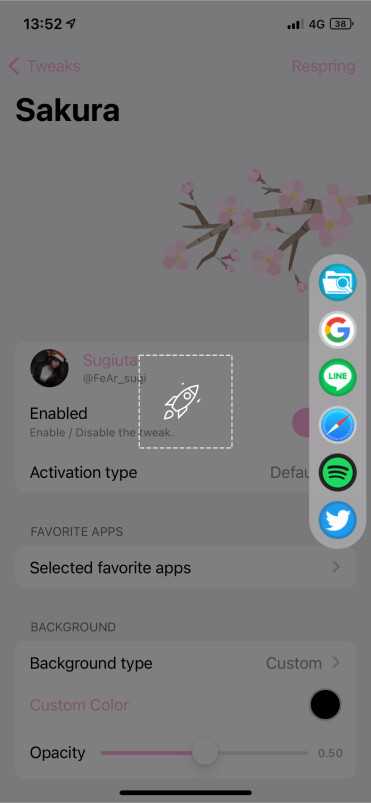 13:52
4G
38
Tweaks
Respring
Sakura
Sugiuta
@FeAr_sugi
Enabled
Enable / Disable the tweak.
Activation type
Defau
LINE
FAVORITE APPS
Selected favorite apps
BACKGROUND
Background type
Custom
Custom Color
Opacity
0.50